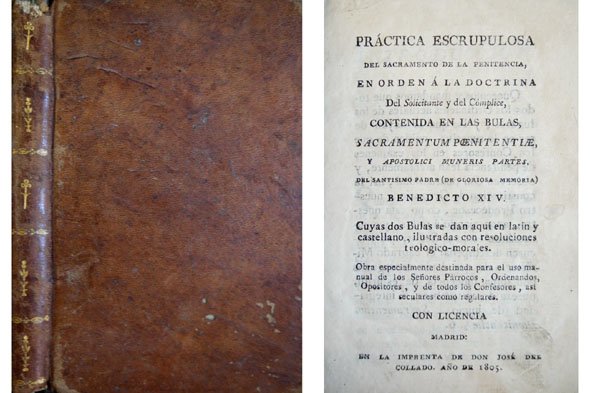 PRÁCTICA ESCRUPULOSA
DEL SACRAMENTO DE LA PENITENCIA,
EN ORDEN Á LA DOCTRINA
Del Solicitante y del Cómplice,
CONTENIDA EN LAS BULAS,
SACRAMENTUM PŒNITENTIÆ,
Y APOSTOLICI MUNERIS PARTES,
DEL SANTISIMO PADRE (DE GLORIOSA MEMORIA)
BENEDICTO XIV.
Cuyas dos Bulas se dan aquí en latin y
castellano, ilustradas con resoluciones
teologico-morales.
Obra especialmente destinada para el uso ma-
nual de los Señores Párrocos, Ordenandos,
Opositores, y de todos los Confesores, asi
seculares como regulares.
CON LICENCIA
MADRID:
EN LA IMPRENTA DE DON JOSÉ DEL
COLLADO. AÑO DE 1805.